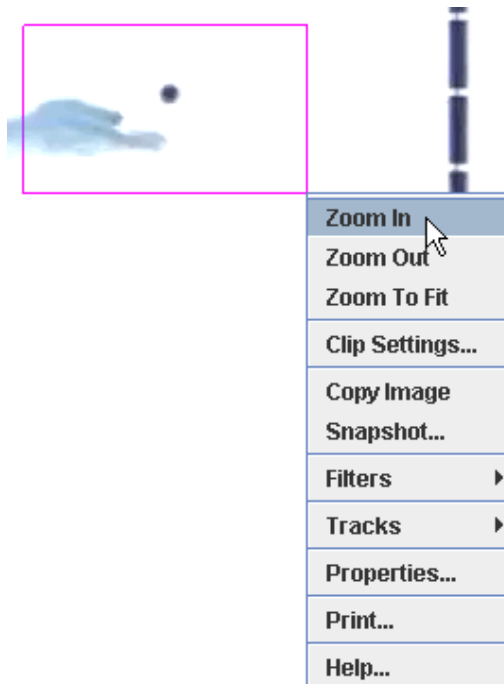 Zoom In
Zoom Out
Zoom To Fit
Clip Settings...
Copy Image
Snapshot...
Filters
Tracks
Properties...
Print...
Help...